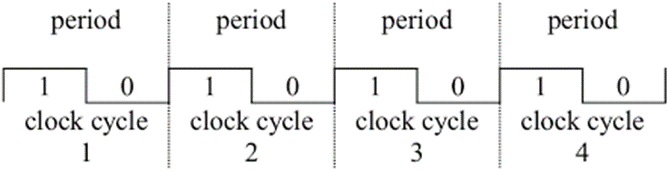 period period period period
1 0 1 0 1 0 1 0
clock cycle clock cycle clock cycle clock cycle
1 2 3 4